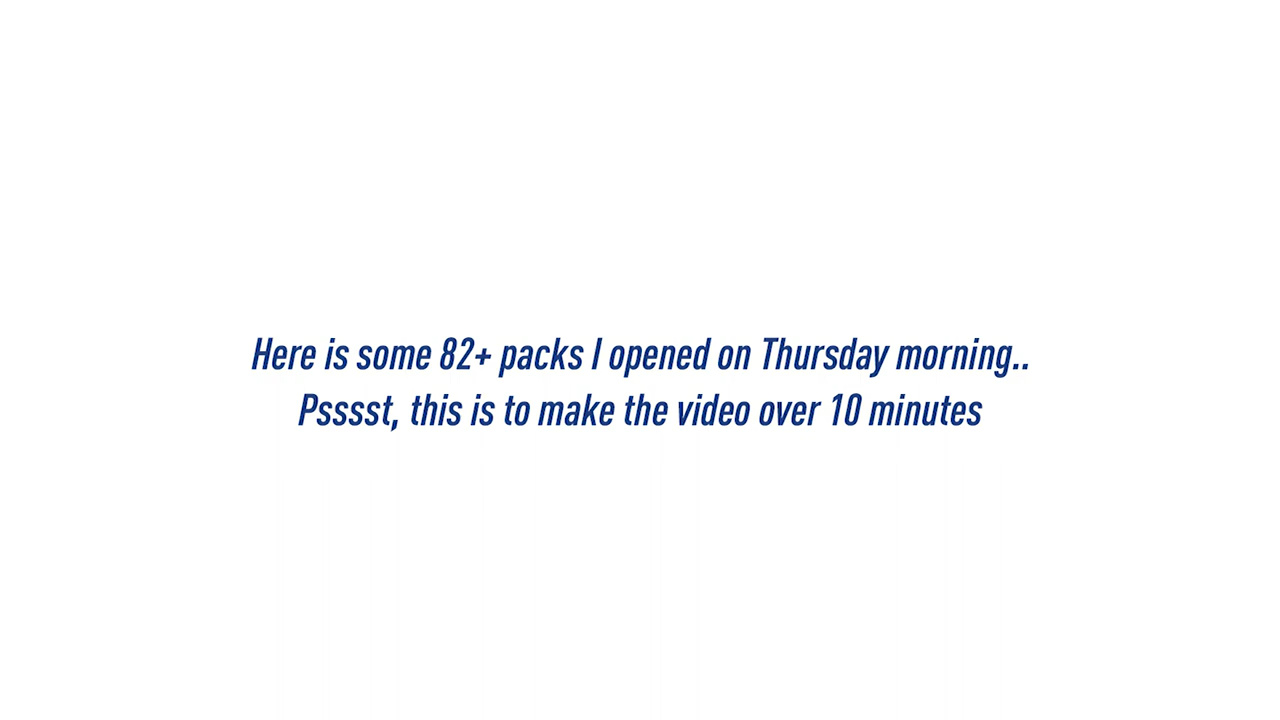 Here is some 82+ packs I opened on Thursday morning..
Psssst, this is to make the video over 10 minutes